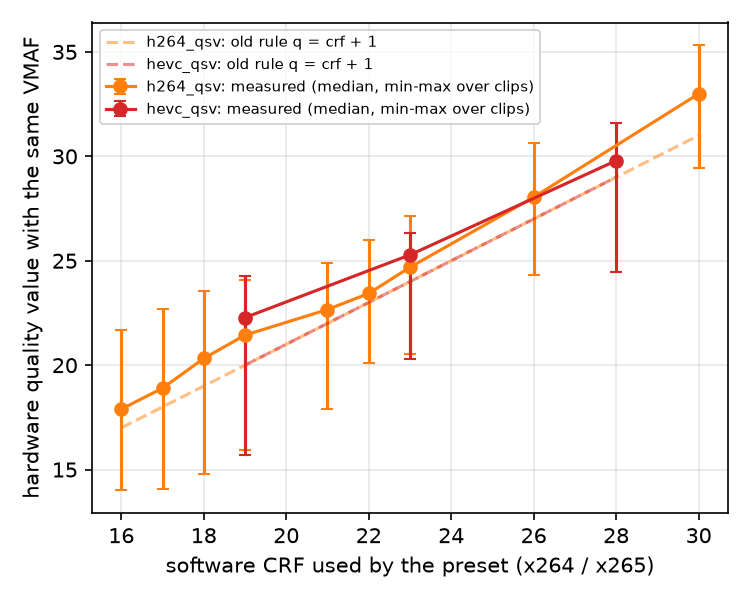 h264_qsv: old rule q = crf + 1
hevc_qsv: old rule q = crf + 1
h264_qsv: measured (median, min-max over clips)
hevc_qsv: measured (median, min-max over clips)
hardware quality value with the same VMAF
35
30
25
20
15
16 18 20 22 24 26 28 30
software CRF used by the preset (x264 / x265)